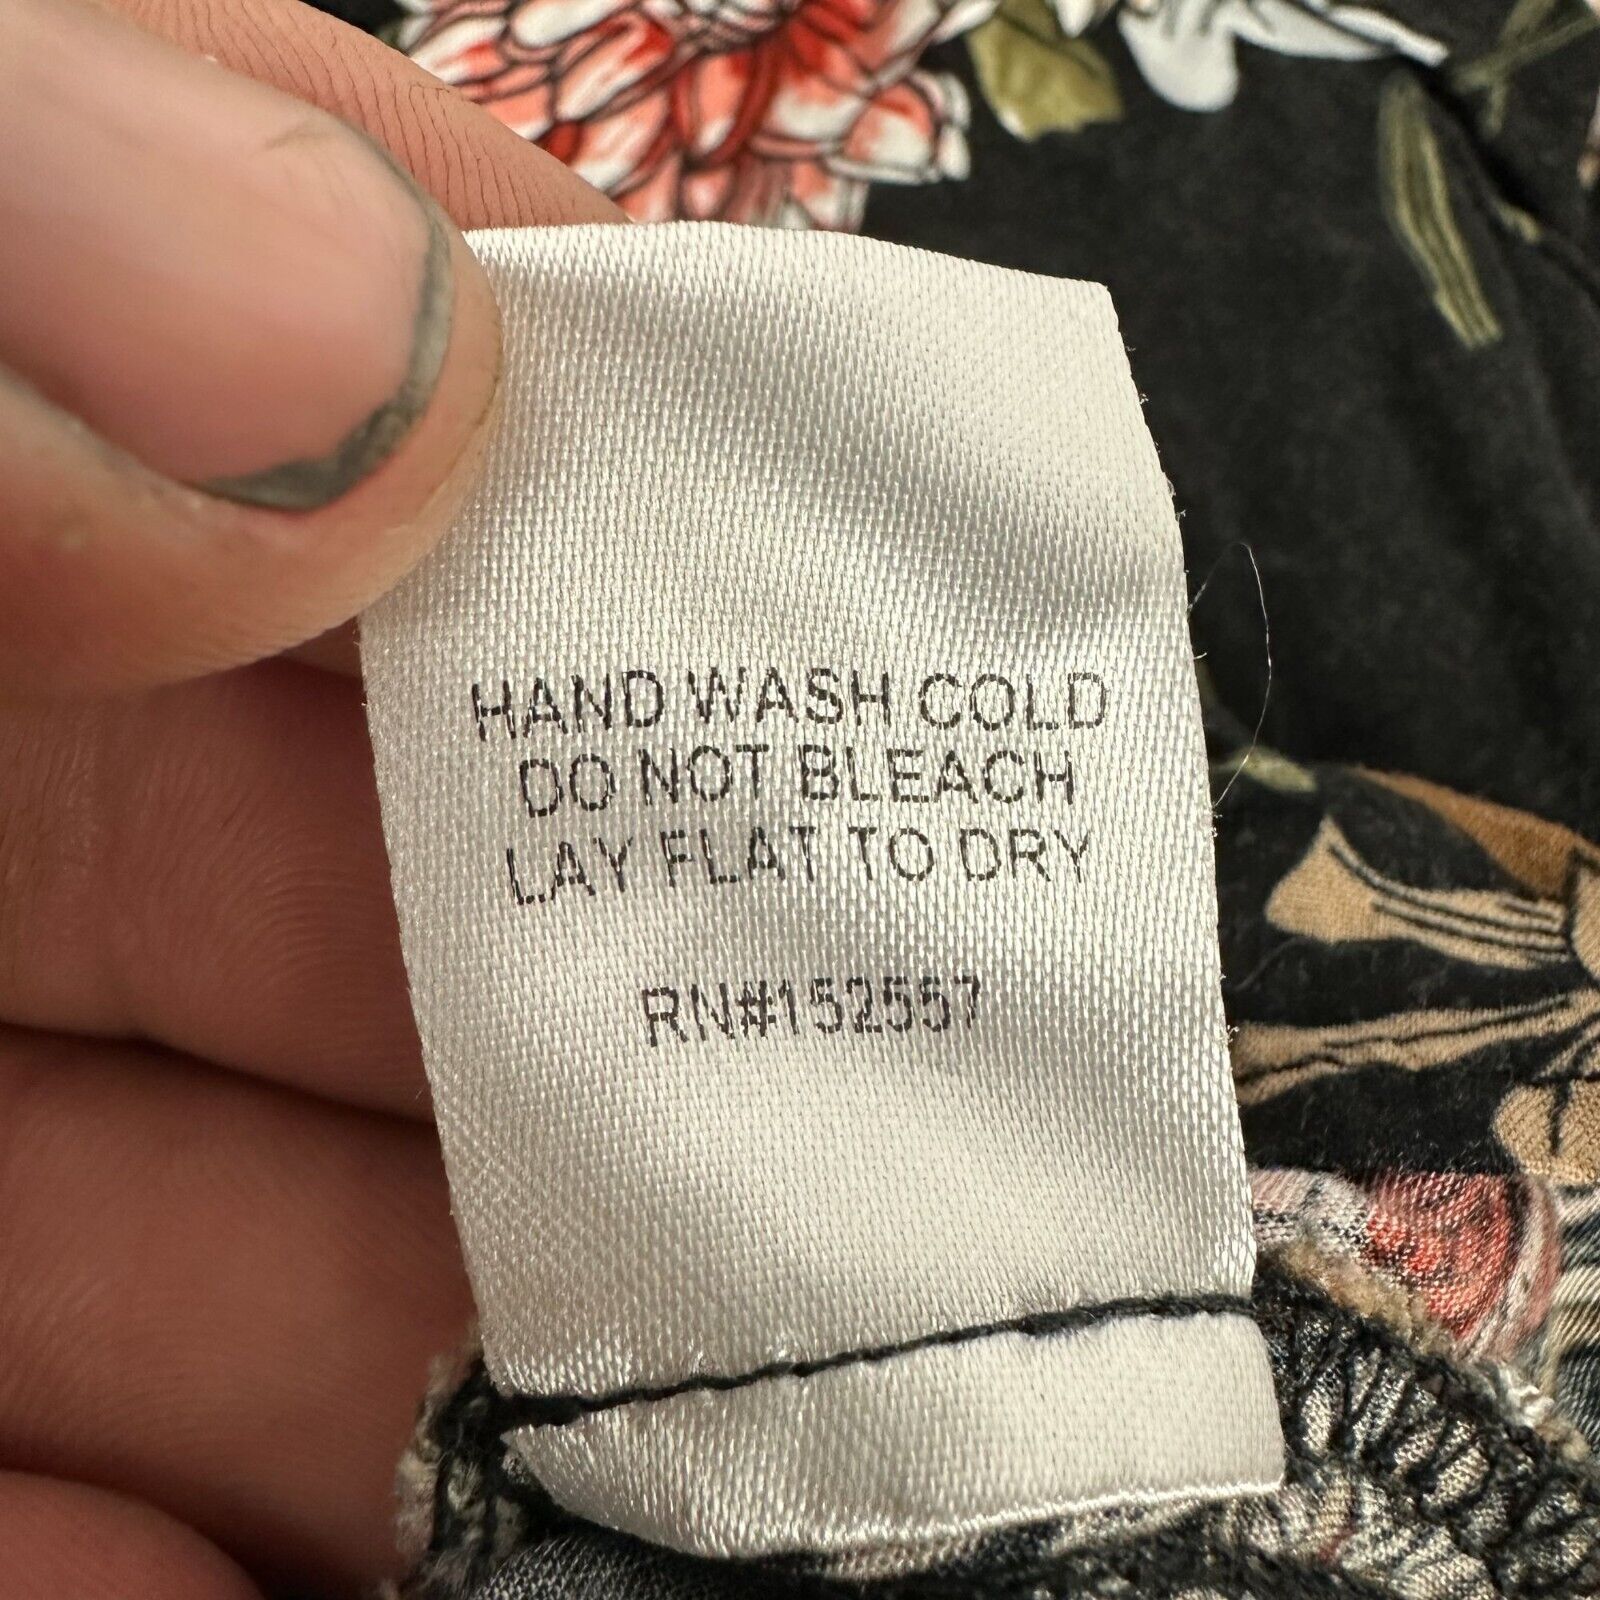 HAND WASH COLD
DO NOT BLEACH
LAY FLAT TO DRY
RN#152557